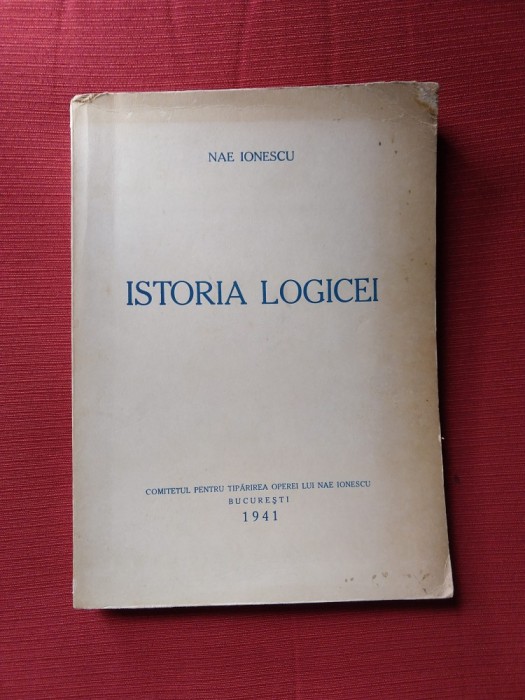 NAE IONESCU
ISTORIA LOGICEI
COMITETUL PENTRU TIPĂRIREA OPEREI LUI NAE IONESCU
BUCUREȘTI
1941